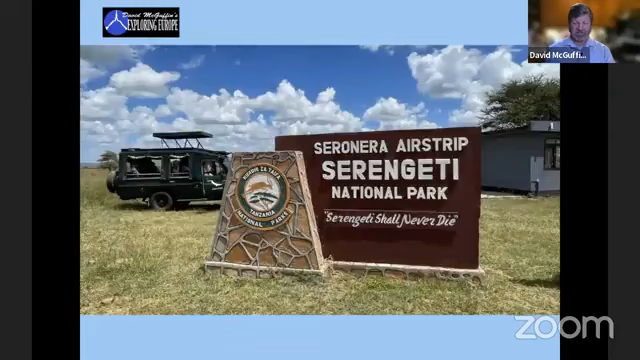 David McGuffin's
EXPLORING EUROPE
David McGuffi...
SERONERA AIRSTRIP
SERENGETI
NATIONAL PARK
"Serengeti Shall Never Die"
HIFADHI ZA TAIFA
TANZANIA
NATIONAL PARKS
zoom